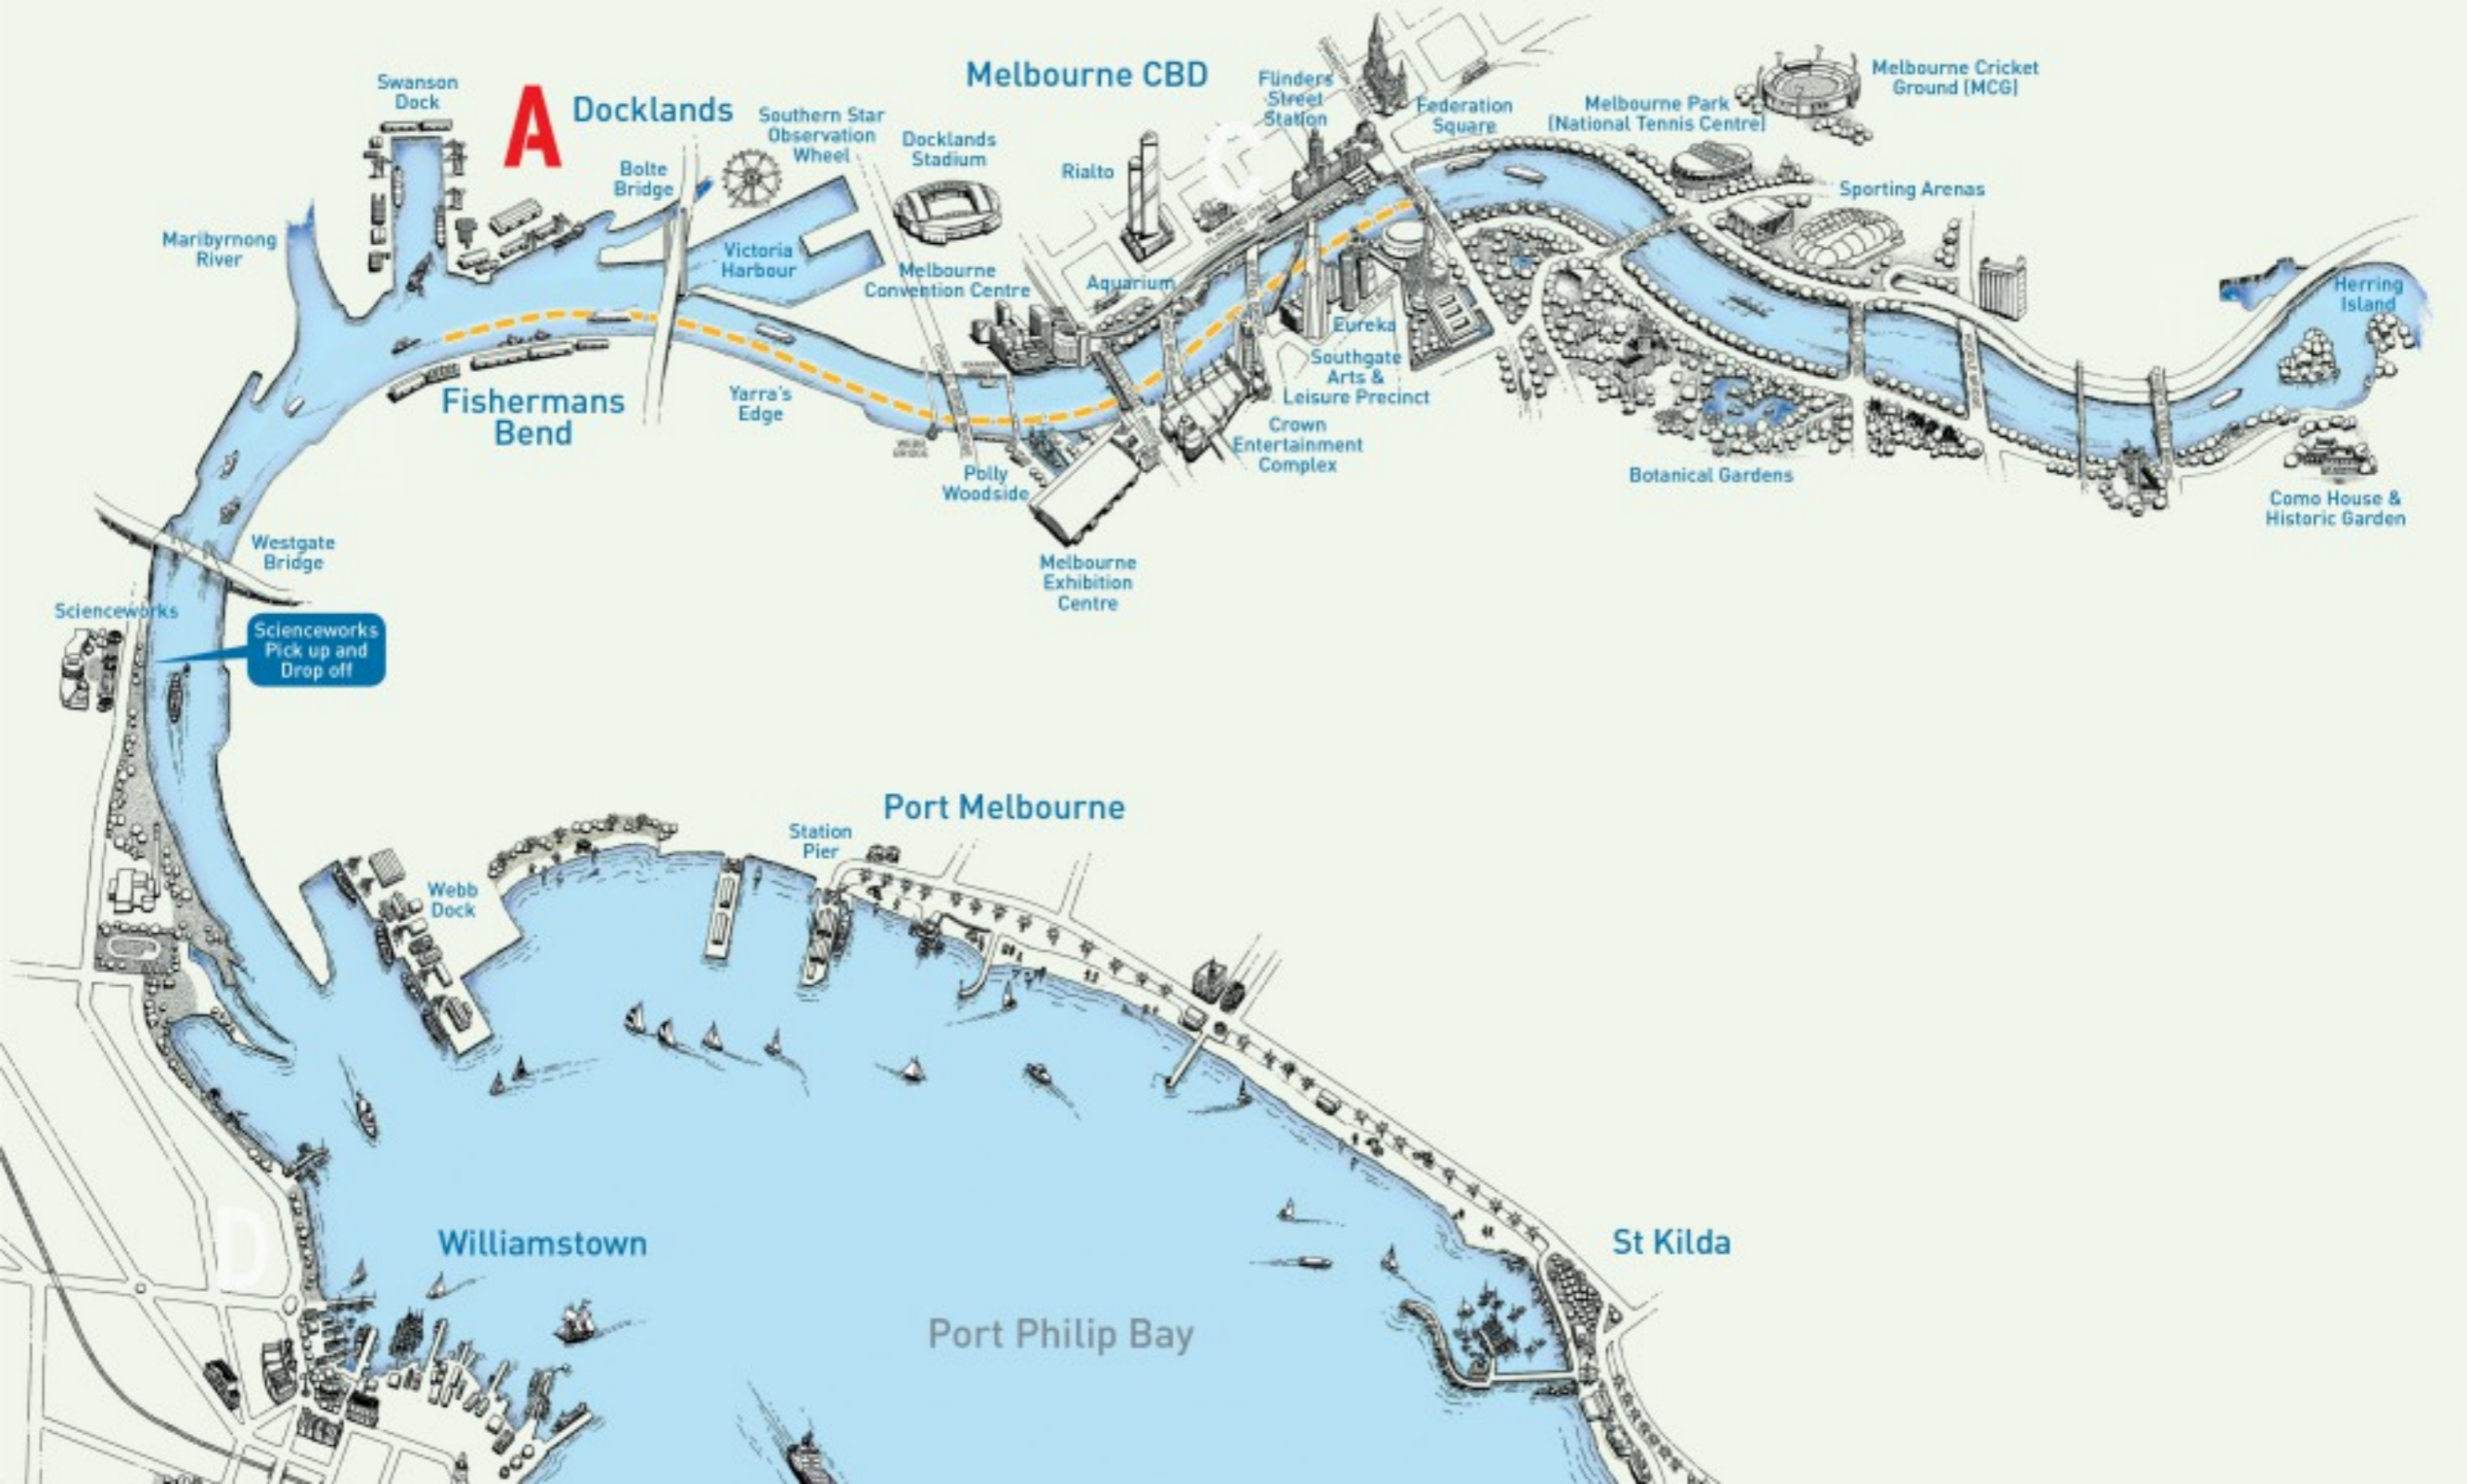 Swanson
Dock
A
Docklands
Southern Star
Observation
Wheel
Docklands
Stadium
Melbourne CBD
Flinders
Street
Station
Federation
Square
Melbourne Park
(National Tennis Centre)
Melbourne Cricket
Ground (MCG)
Bolte
Bridge
Rialto
C
Sporting Arenas
Maribyrnong
River
Victoria
Harbour
Melbourne
Convention Centre
Aquarium
FLINDERS STREET
Herring
Island
Eureka
Southgate
Arts &
Leisure Precinct
Fishermans
Bend
Yarra's
Edge
WEBB
BRIDGE
Polly
Woodside
Crown
Entertainment
Complex
Botanical Gardens
Como House &
Historic Garden
Westgate
Bridge
Melbourne
Exhibition
Centre
Scienceworks
Scienceworks
Pick up and
Drop off
Port Melbourne
Station
Pier
Webb
Dock
D
Williamstown
St Kilda
Port Philip Bay